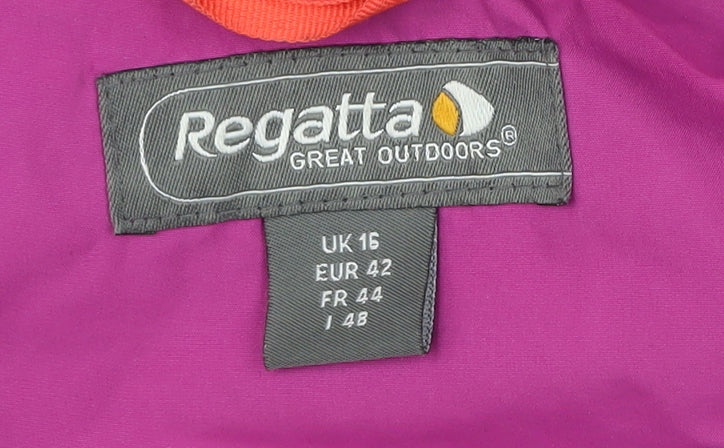 Regatta
GREAT OUTDOORS®
UK 16
EUR 42
FR 44
I 48